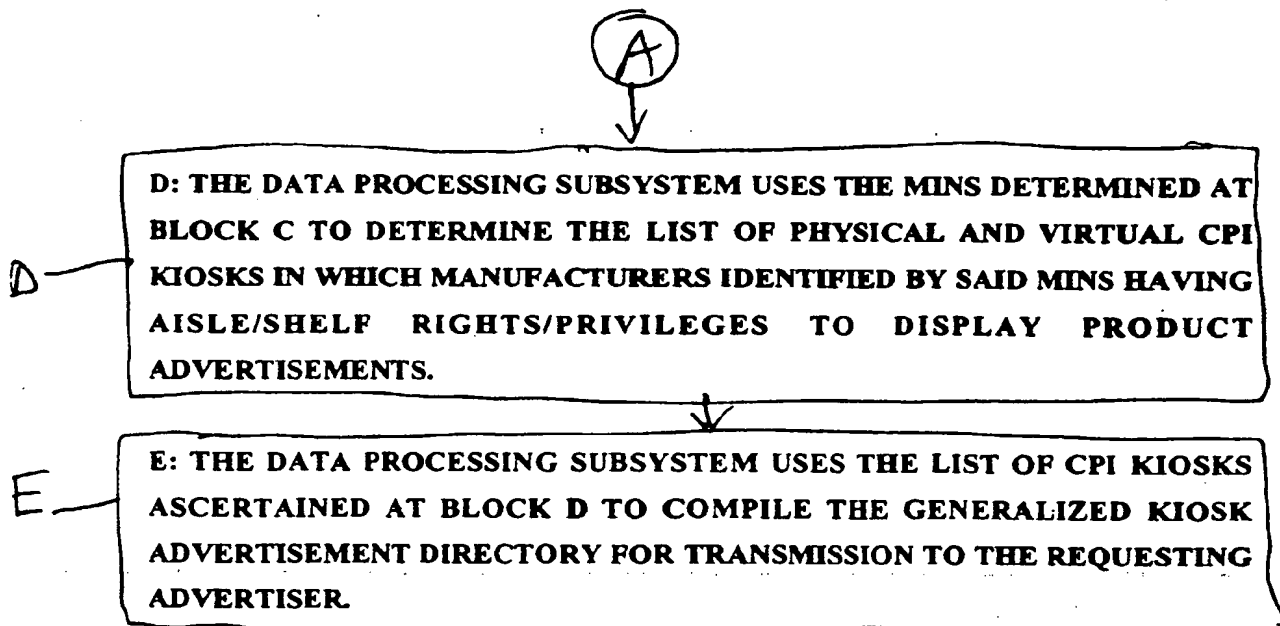 A
D: THE DATA PROCESSING SUBSYSTEM USES THE MINS DETERMINED AT
BLOCK C TO DETERMINE THE LIST OF PHYSICAL AND VIRTUAL CPI
KIOSKS IN WHICH MANUFACTURERS IDENTIFIED BY SAID MINS HAVING
AISLE/SHELF RIGHTS/PRIVILEGES TO DISPLAY PRODUCT
ADVERTISEMENTS.
D
E: THE DATA PROCESSING SUBSYSTEM USES THE LIST OF CPI KIOSKS
ASCERTAINED AT BLOCK D TO COMPILE THE GENERALIZED KIOSK
ADVERTISEMENT DIRECTORY FOR TRANSMISSION TO THE REQUESTING
ADVERTISER.
E